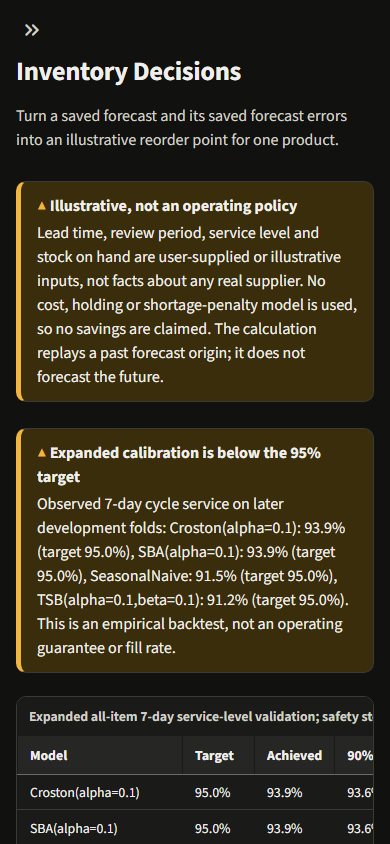 »
Inventory Decisions
Turn a saved forecast and its saved forecast errors
into an illustrative reorder point for one product.
▲ Illustrative, not an operating policy
Lead time, review period, service level and
stock on hand are user-supplied or illustrative
inputs, not facts about any real supplier. No
cost, holding or shortage-penalty model is used,
so no savings are claimed. The calculation
replays a past forecast origin; it does not
forecast the future.
▲ Expanded calibration is below the 95%
target
Observed 7-day cycle service on later
development folds: Croston(alpha=0.1): 93.9%
(target 95.0%), SBA(alpha=0.1): 93.9% (target
95.0%), SeasonalNaive: 91.5% (target 95.0%),
TSB(alpha=0.1,beta=0.1): 91.2% (target 95.0%).
This is an empirical backtest, not an operating
guarantee or fill rate.
Expanded all-item 7-day service-level validation; safety st
Model Target Achieved 90%
Croston(alpha=0.1) 95.0% 93.9% 93.6%
SBA(alpha=0.1) 95.0% 93.9% 93.6%